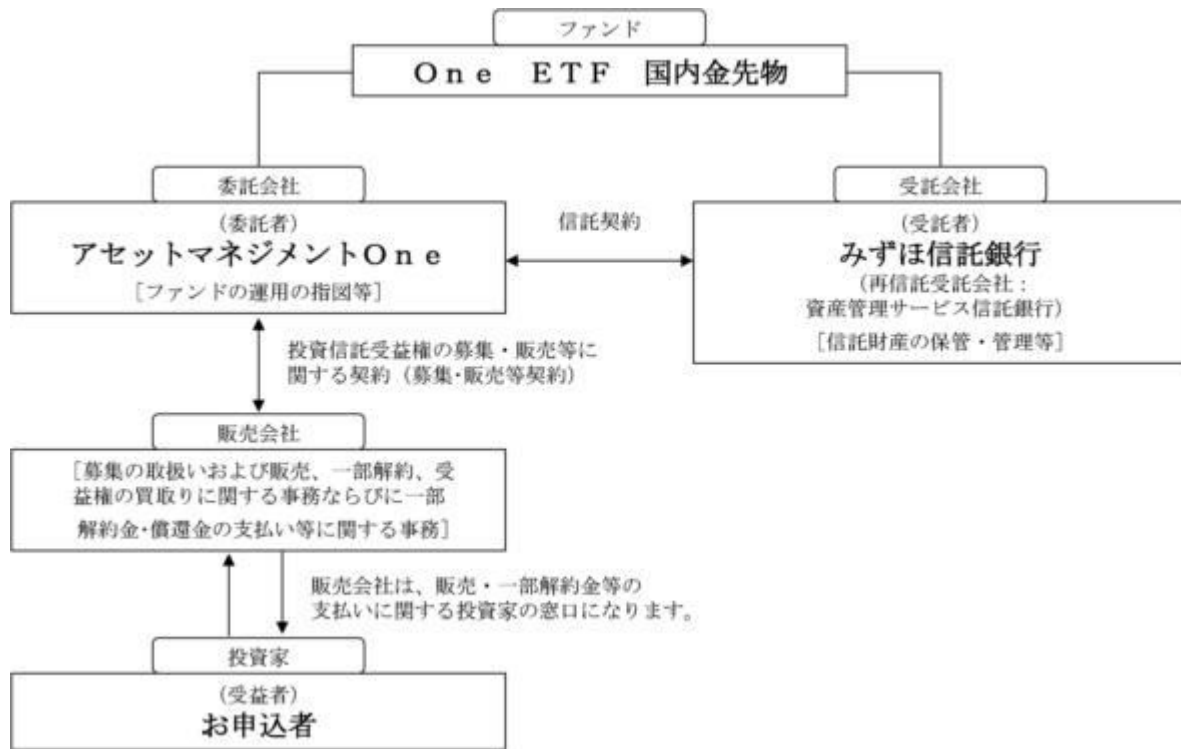 ファンド
Ｏｎｅ　ＥＴＦ　国内金先物
委託会社
(委託者)
アセットマネジメントＯｎｅ
［ファンドの運用の指図等］
信託契約
受託会社
(受託者)
みずほ信託銀行
(再信託受託会社：
資産管理サービス信託銀行)
［信託財産の保管・管理等］
投資信託受益権の募集・販売等に
関する契約（募集･販売等契約）
販売会社
［募集の取扱いおよび販売、一部解約、受
益権の買取りに関する事務ならびに一部
解約金･償還金の支払い等に関する事務］
販売会社は、販売・一部解約金等の
支払いに関する投資家の窓口になります。
投資家
(受益者)
お申込者